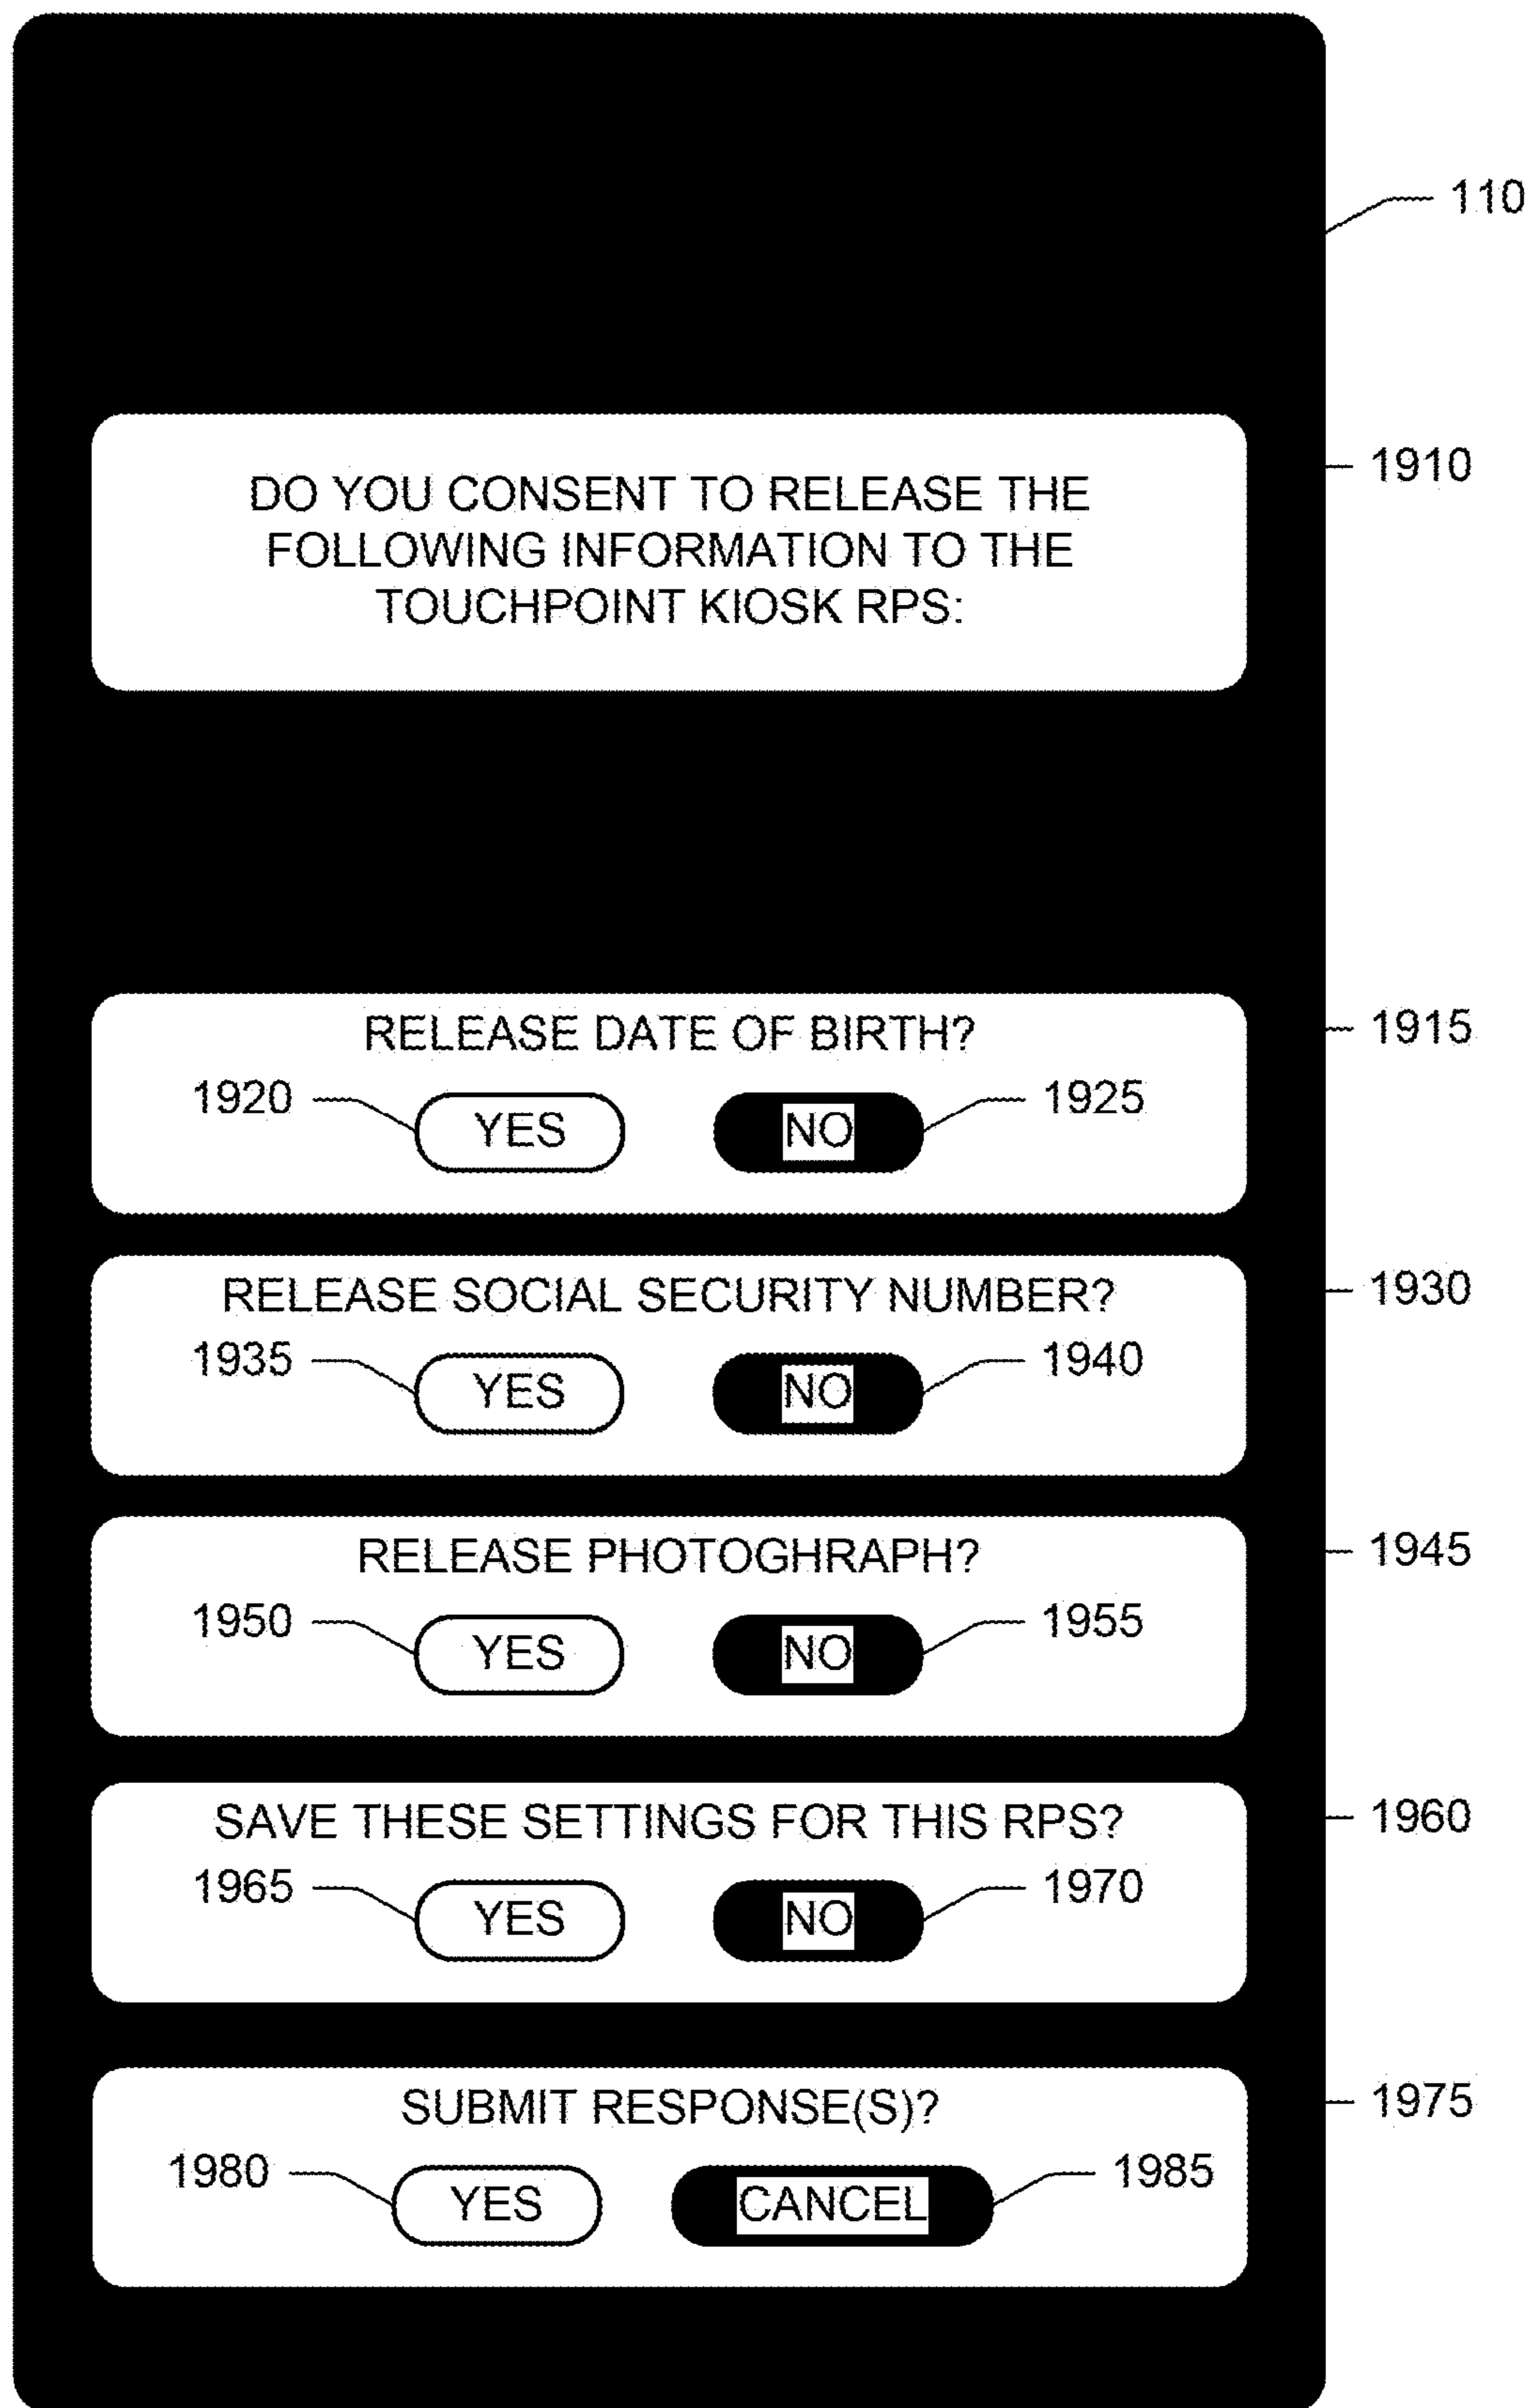 110
DO YOU CONSENT TO RELEASE THE
FOLLOWING INFORMATION TO THE
TOUCHPOINT KIOSK RPS:
1910
RELEASE DATE OF BIRTH?
1915
1920 YES NO 1925
RELEASE SOCIAL SECURITY NUMBER?
1930
1935 YES NO 1940
RELEASE PHOTOGHRAPH?
1945
1950 YES NO 1955
SAVE THESE SETTINGS FOR THIS RPS?
1960
1965 YES NO 1970
SUBMIT RESPONSE(S)?
1975
1980 YES CANCEL 1985